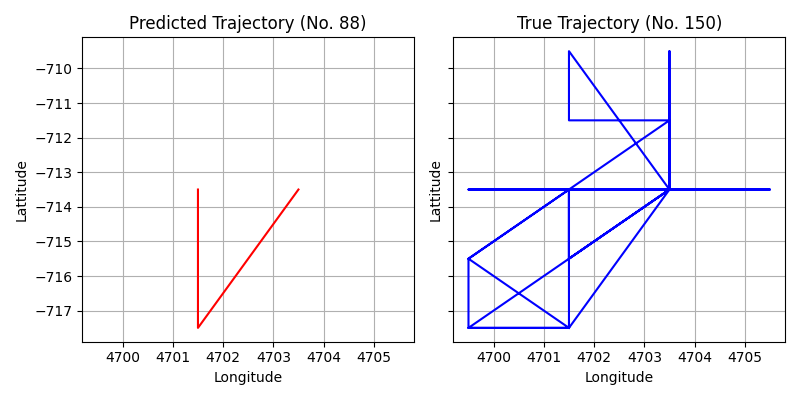 Predicted Trajectory (No. 88)
True Trajectory (No. 150)
−710
−711
−712
−713
−714
−715
−716
−717
Lattitude
Lattitude
4700 4701 4702 4703 4704 4705
4700 4701 4702 4703 4704 4705
Longitude
Longitude